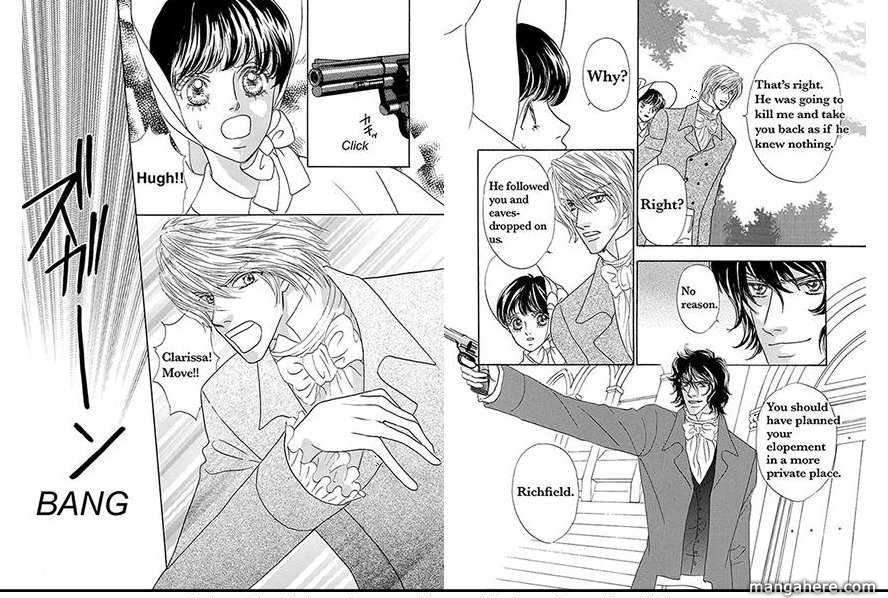 That's right.
He was going to
kill me and take
you back as if he
knew nothing.
Why?
Right?
He followed
you and
eaves-
dropped on
us.
No
reason.
You should
have planned
your
elopement
in a more
private place.
Richfield.
カチッ
Click
Hugh!!
Clarissa!
Move!!
ズガーン
BANG
mangahere.com